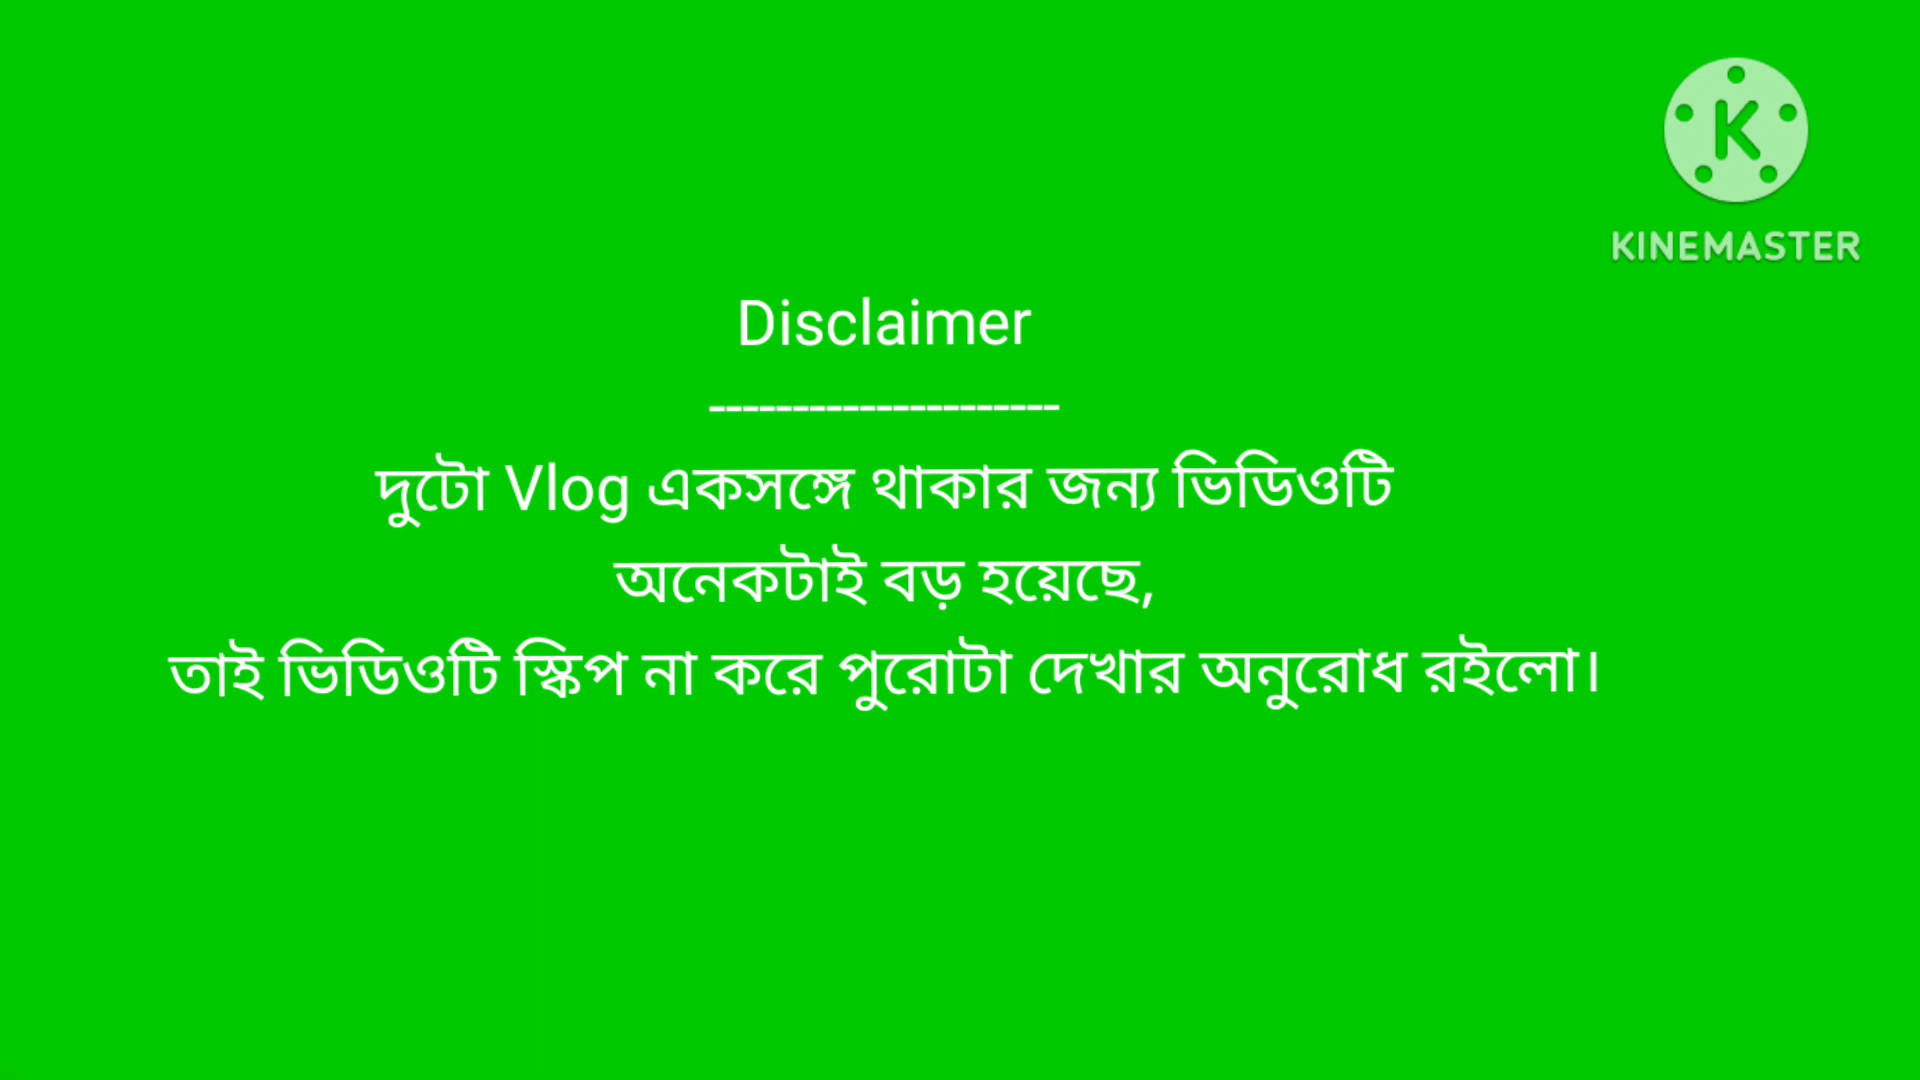 K
KINEMASTER
Disclaimer
---------------------
দুটো Vlog একসঙ্গে থাকার জন্য ভিডিওটি
অনেকটাই বড় হয়েছে,
তাই ভিডিওটি স্কিপ না করে পুরোটা দেখার অনুরোধ রইলো।